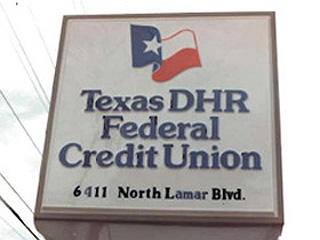 Texas DHR
Federal
Credit Union
6411 North Lamar Blvd.